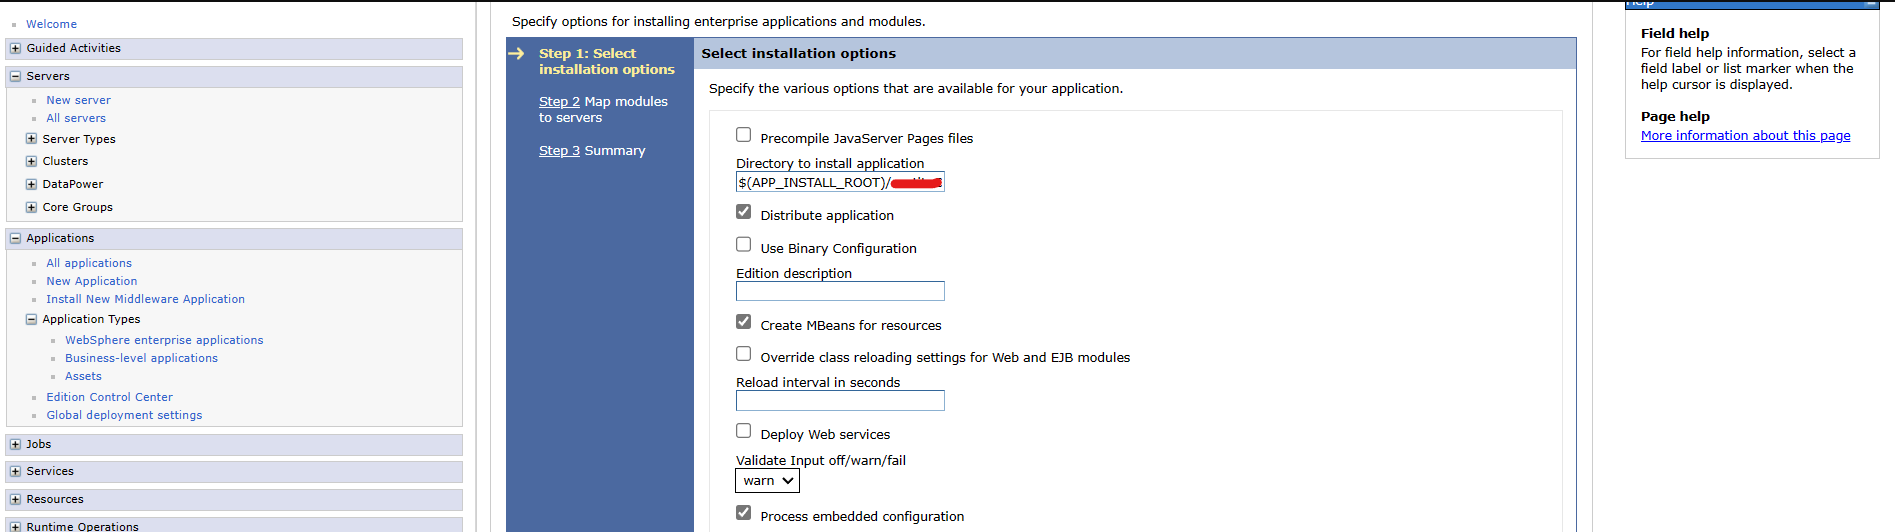 Welcome
Guided Activities
Servers
New server
All servers
Server Types
Clusters
DataPower
Core Groups
Applications
All applications
New Application
Install New Middleware Application
Application Types
WebSphere enterprise applications
Business-level applications
Assets
Edition Control Center
Global deployment settings
Jobs
Services
Resources
Runtime Operations
Specify options for installing enterprise applications and modules.
Step 1: Select
installation options
Step 2 Map modules
to servers
Step 3 Summary
Select installation options
Specify the various options that are available for your application.
Precompile JavaServer Pages files
Directory to install application
$(APP_INSTALL_ROOT)/
Distribute application
Use Binary Configuration
Edition description
Create MBeans for resources
Override class reloading settings for Web and EJB modules
Reload interval in seconds
Deploy Web services
Validate Input off/warn/fail
warn
Process embedded configuration
Help
Field help
For field help information, select a
field label or list marker when the
help cursor is displayed.
Page help
More information about this page